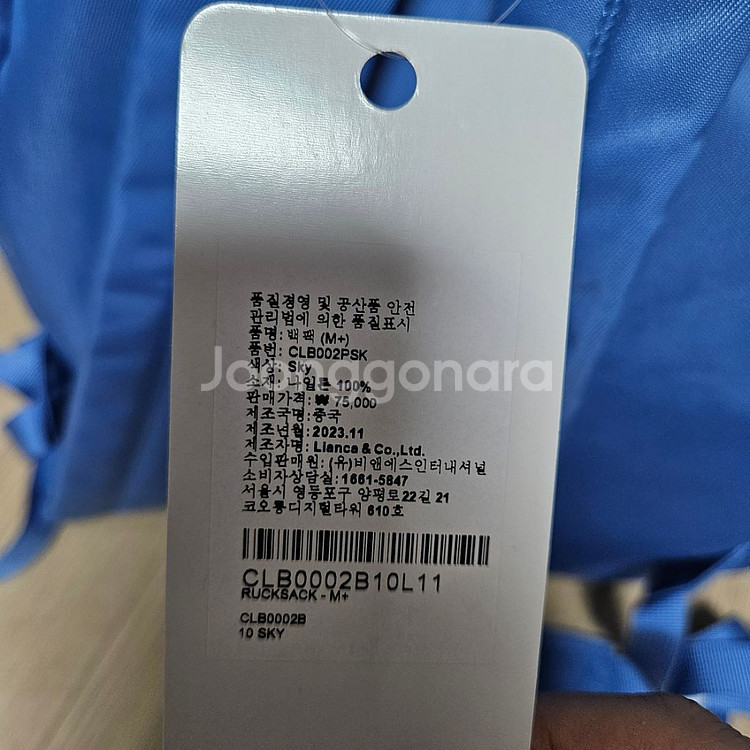 품질경영 및 공산품 안전
관리법에 의한 품질표시
품명: 백팩 (M+)
품번: CLB002PSK
색상: Sky
소재: 나일론 100%
판매가격: ₩ 75,000
제조국명: 중국
제조년월: 2023.11
제조자명: Lianca & Co.,Ltd.
수입판매원: (유)비앤에스인터내셔널
소비자상담실: 1661-5847
서울시 영등포구 양평로22길 21
코오롱디지털타워 610호
CLB0002B10L11
RUCKSACK - M+
CLB0002B
10 SKY
Joonggonara